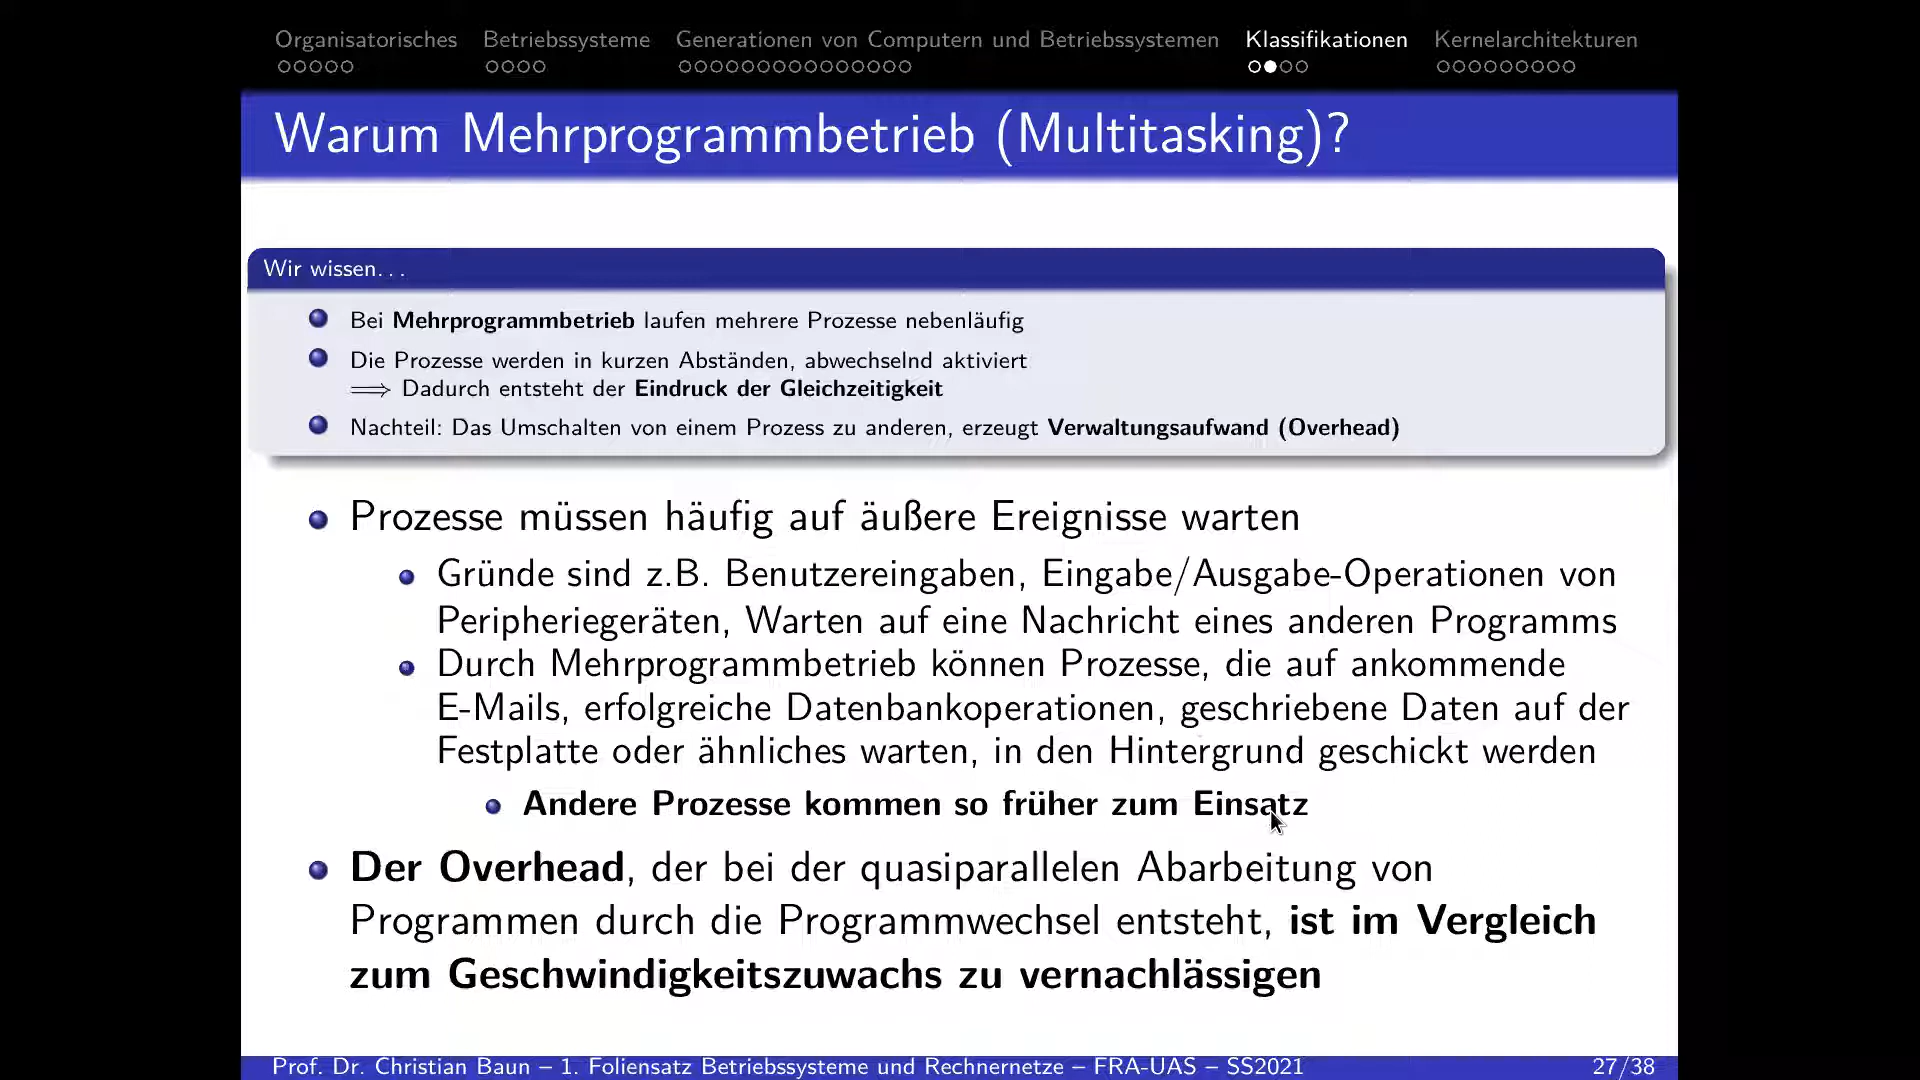 Organisatorisches Betriebssysteme Generationen von Computern und Betriebssystemen Klassifikationen Kernelarchitekturen
Warum Mehrprogrammbetrieb (Multitasking)?
Wir wissen...
Bei Mehrprogrammbetrieb laufen mehrere Prozesse nebenläufig
Die Prozesse werden in kurzen Abständen, abwechselnd aktiviert
⟹ Dadurch entsteht der Eindruck der Gleichzeitigkeit
Nachteil: Das Umschalten von einem Prozess zu anderen, erzeugt Verwaltungsaufwand (Overhead)
Prozesse müssen häufig auf äußere Ereignisse warten
Gründe sind z.B. Benutzereingaben, Eingabe/Ausgabe-Operationen von
Peripheriegeräten, Warten auf eine Nachricht eines anderen Programms
Durch Mehrprogrammbetrieb können Prozesse, die auf ankommende
E-Mails, erfolgreiche Datenbankoperationen, geschriebene Daten auf der
Festplatte oder ähnliches warten, in den Hintergrund geschickt werden
Andere Prozesse kommen so früher zum Einsatz
Der Overhead, der bei der quasiparallelen Abarbeitung von
Programmen durch die Programmwechsel entsteht, ist im Vergleich
zum Geschwindigkeitszuwachs zu vernachlässigen
Prof. Dr. Christian Baun – 1. Foliensatz Betriebssysteme und Rechnernetze – FRA-UAS – SS2021 27/38